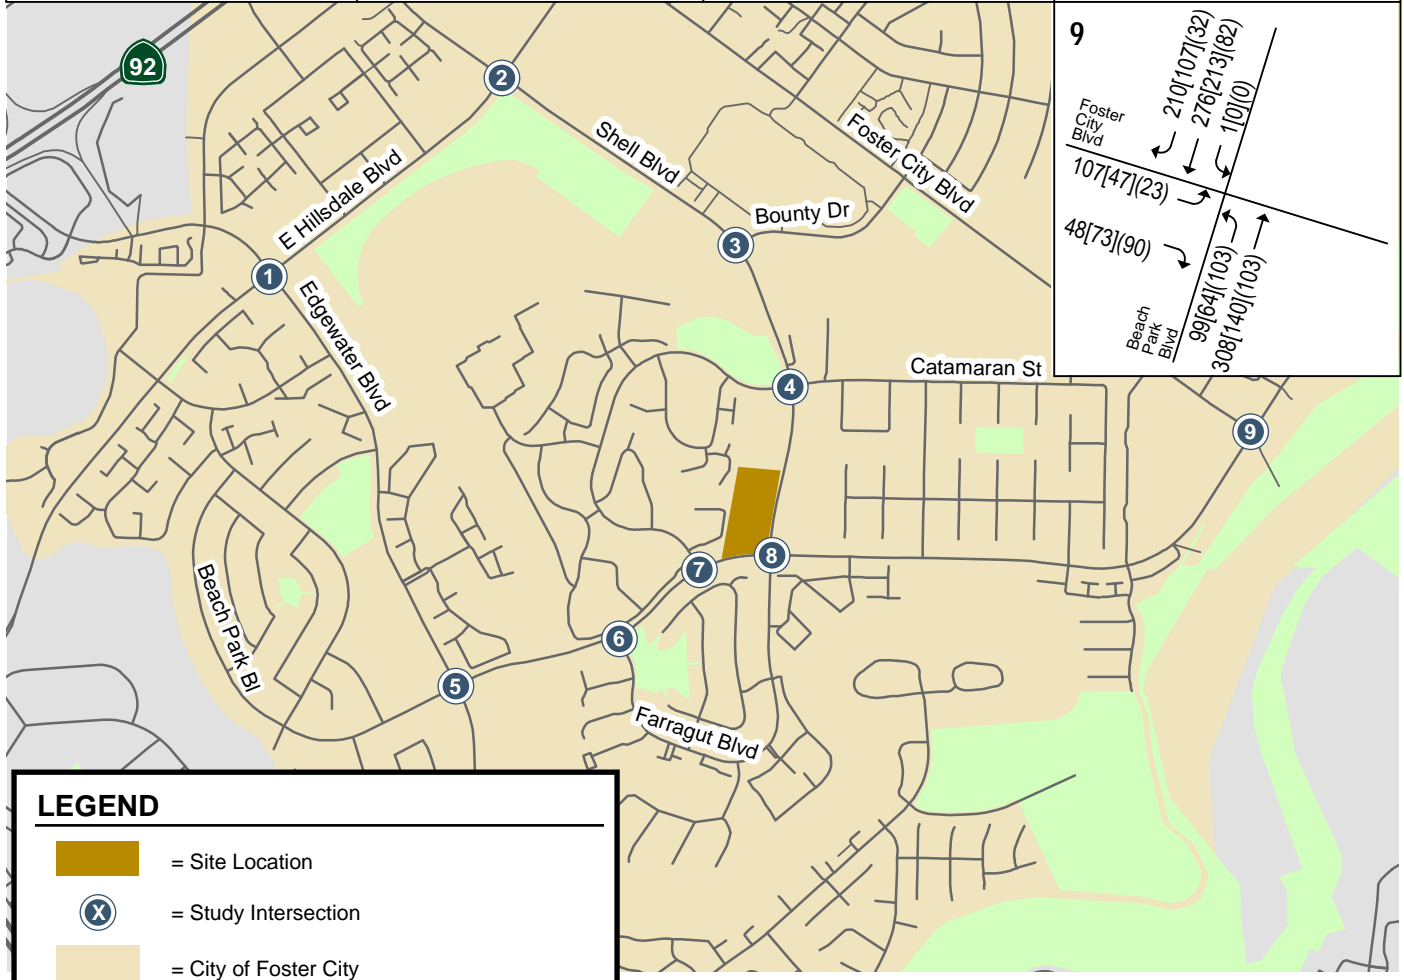 92
2
9
210[107](32)
276[213](82)
1[0](0)
Foster
City
Blvd
107[47](23)
48[73](90)
99[64](103)
308[140](103)
Beach
Park
Blvd
Shell Blvd
Foster City Blvd
E Hillsdale Blvd
Bounty Dr
3
1
Edgewater Blvd
Catamaran St
4
9
8
7
Beach Park Bl
6
5
Farragut Blvd
LEGEND
= Site Location
X = Study Intersection
= City of Foster City